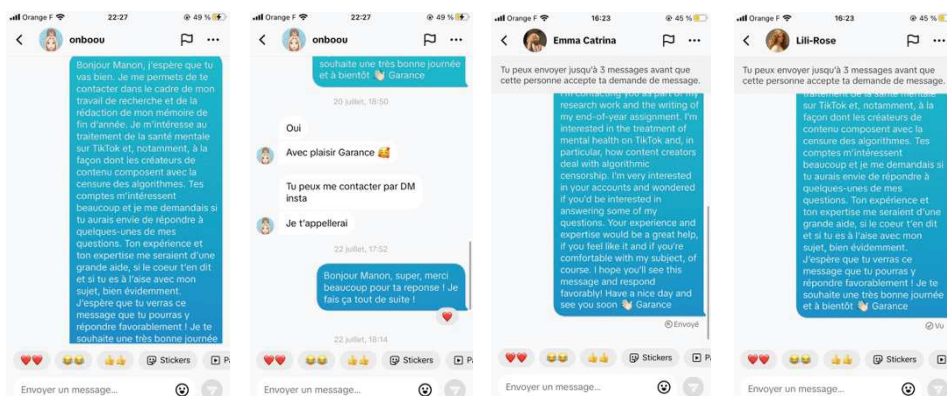 Orange F 22:27 49 %
onboou
Bonjour Manon, j'espère que tu
vas bien. Je me permets de te
contacter dans le cadre de mon
travail de recherche et de la
rédaction de mon mémoire de
fin d'année. Je m'intéresse au
traitement de la santé mentale
sur TikTok et, notamment, à la
façon dont les créateurs de
contenu composent avec la
censure des algorithmes. Tes
comptes m'intéressent
beaucoup et je me demandais si
tu aurais envie de répondre à
quelques-unes de mes
questions. Ton expérience et
ton expertise me seraient d'une
grande aide, si le coeur t'en dit
et si tu es à l'aise avec mon
sujet, bien évidemment.
J'espère que tu verras ce
message que tu pourras y
répondre favorablement ! Je te
souhaite une très bonne journée
Stickers
Envoyer un message...
Orange F 22:27 49 %
onboou
souhaite une très bonne journée
et à bientôt 👋🏻 Garance
20 juillet, 18:50
Oui
Avec plaisir Garance 🥰
Tu peux me contacter par DM
insta
Je t'appellerai
22 juillet, 17:52
Bonjour Manon, super, merci
beaucoup pour ta reponse ! Je
fais ça tout de suite !
22 juillet, 18:14
Stickers
Envoyer un message...
Orange F 16:23 45 %
Emma Catrina
Tu peux envoyer jusqu'à 3 messages avant que
cette personne accepte ta demande de message.
I'm contacting you as part of my
research work and the writing of
my end-of-year assignment. I'm
interested in the treatment of
mental health on TikTok and, in
particular, how content creators
deal with algorithmic
censorship. I'm very interested
in your accounts and wondered
if you'd be interested in
answering some of my
questions. Your experience and
expertise would be a great help,
if you feel like it and if you're
comfortable with my subject, of
course. I hope you'll see this
message and respond
favorably! Have a nice day and
see you soon 👋🏻 Garance
Envoyé
Stickers
Envoyer un message...
Orange F 16:23 45 %
Lili-Rose
Tu peux envoyer jusqu'à 3 messages avant que
cette personne accepte ta demande de message.
traitement de la santé mentale
sur TikTok et, notamment, à la
façon dont les créateurs de
contenu composent avec la
censure des algorithmes. Tes
comptes m'intéressent
beaucoup et je me demandais si
tu aurais envie de répondre à
quelques-unes de mes
questions. Ton expérience et
ton expertise me seraient d'une
grande aide, si le coeur t'en dit
et si tu es à l'aise avec mon
sujet, bien évidemment.
J'espère que tu verras ce
message que tu pourras y
répondre favorablement ! Je te
souhaite une très bonne journée
et à bientôt 👋🏻 Garance
Vu
Stickers
Envoyer un message...